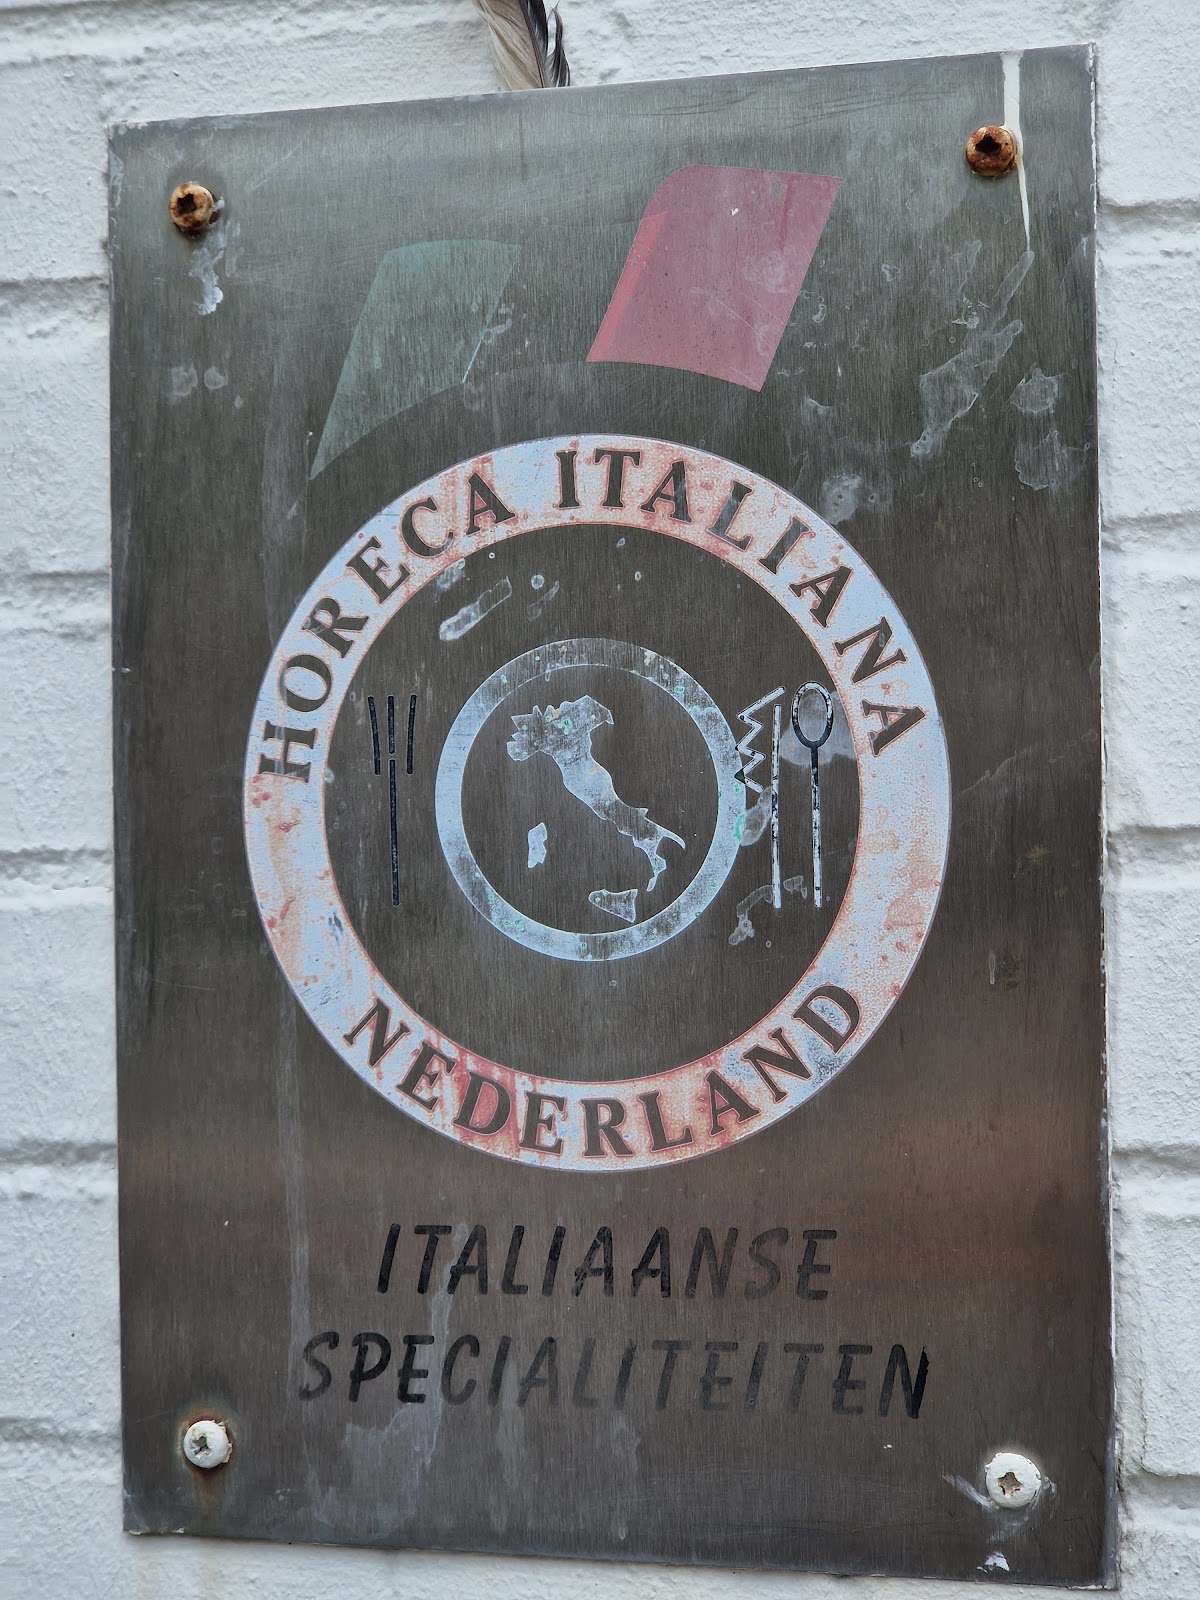 HORECA ITALIANA
NEDERLAND
ITALIAANSE
SPECIALITEITEN